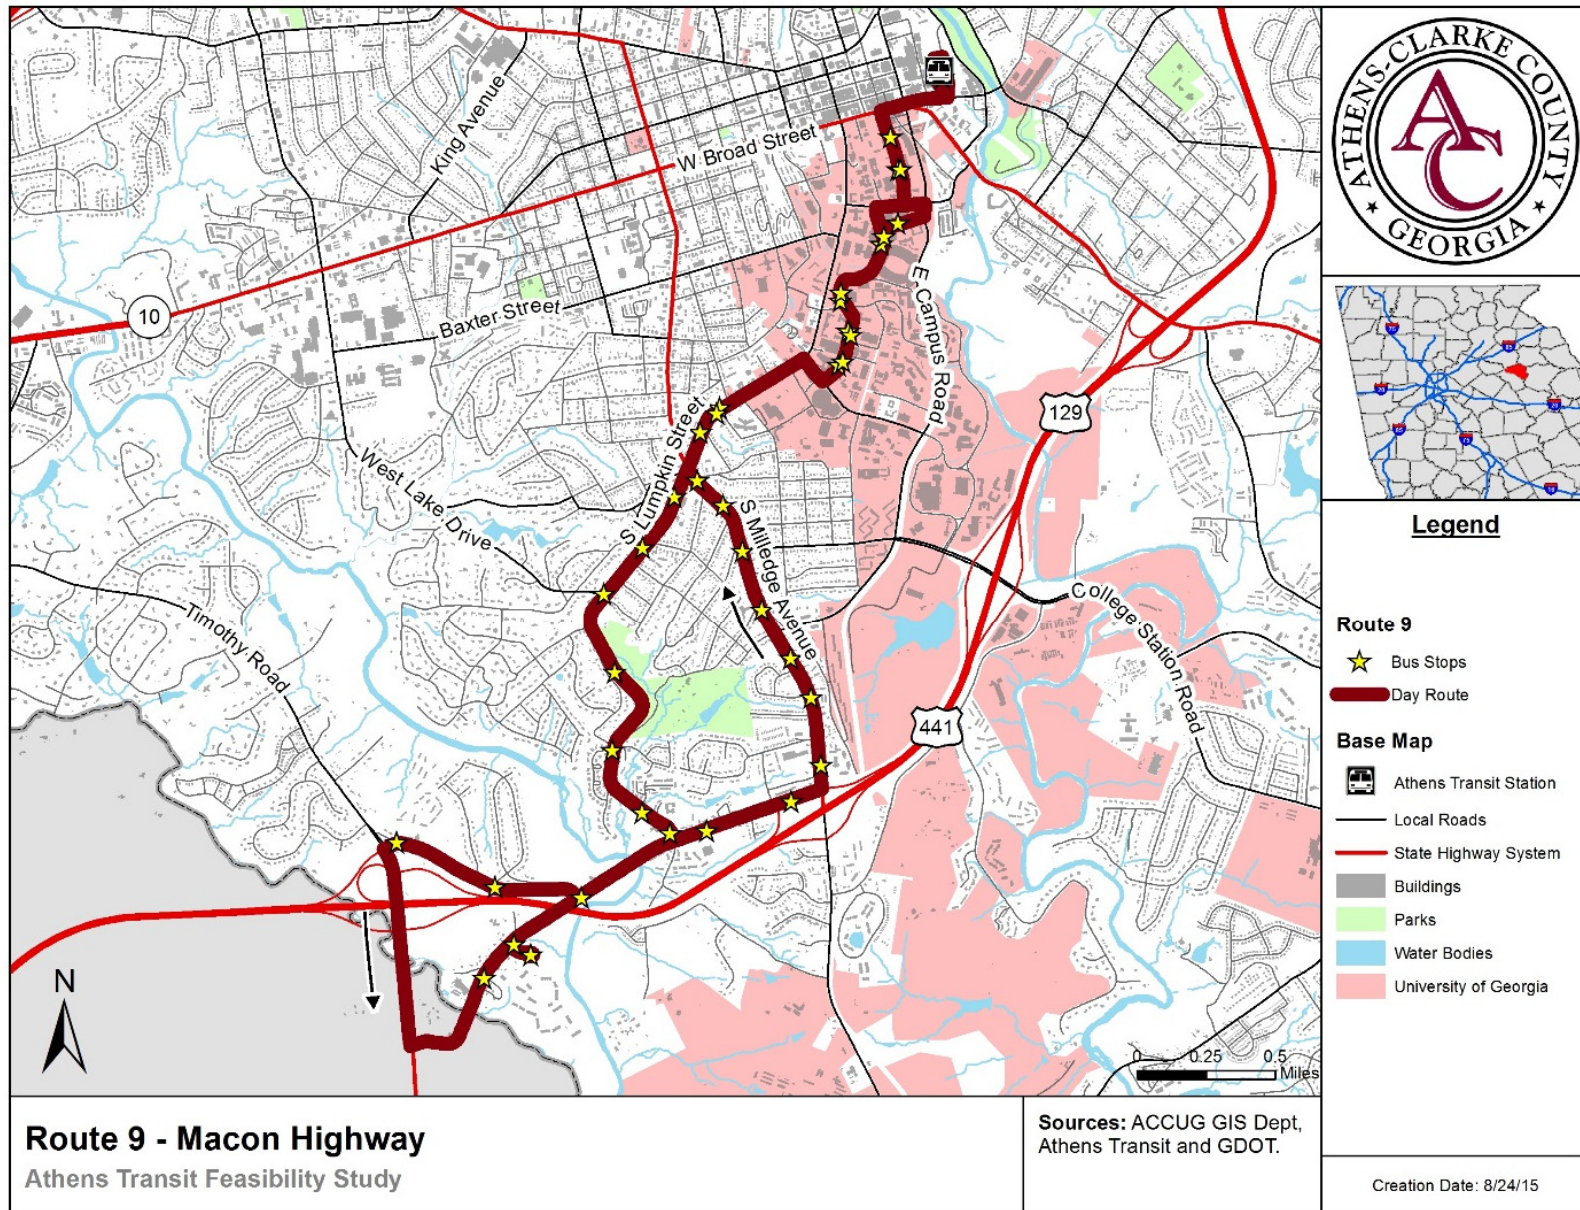 King Avenue
W Broad Street
10
Baxter Street
E Campus Road
129
S Lumpkin Street
West Lake Drive
S Milledge Avenue
College Station Road
Timothy Road
441
N
0 0.25 0.5
Miles
ATHENS-CLARKE COUNTY
AC
★ GEORGIA ★
Legend
Route 9
Bus Stops
Day Route
Base Map
Athens Transit Station
Local Roads
State Highway System
Buildings
Parks
Water Bodies
University of Georgia
Route 9 - Macon Highway
Athens Transit Feasibility Study
Sources: ACCUG GIS Dept,
Athens Transit and GDOT.
Creation Date: 8/24/15